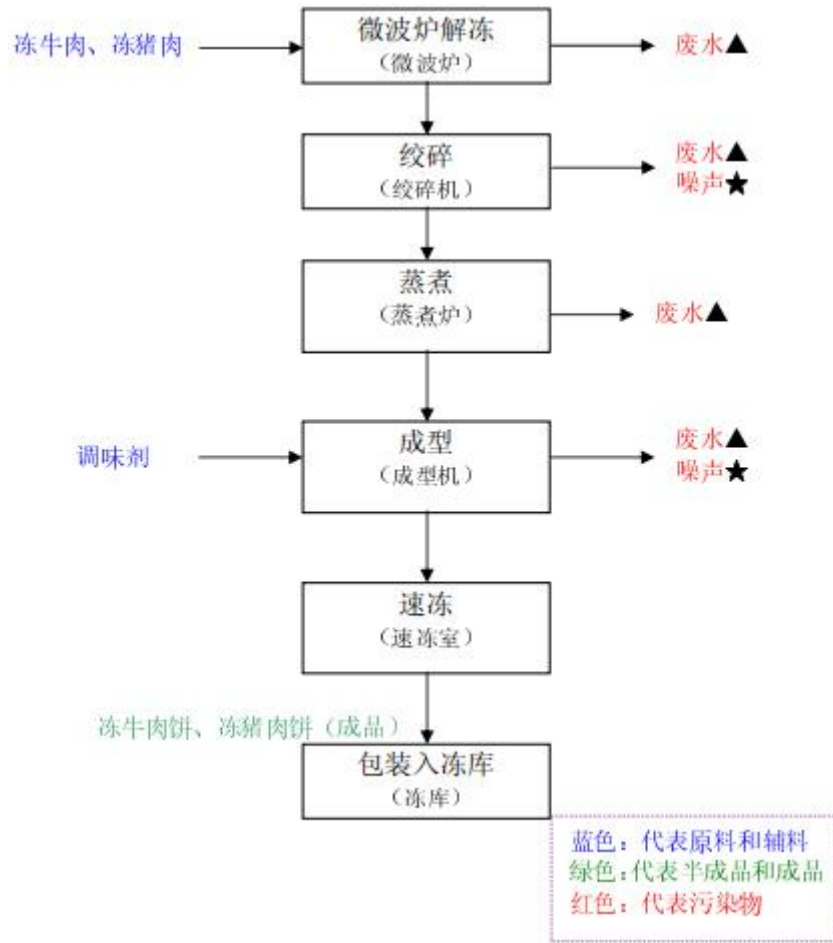 微波炉解冻
（微波炉）
冻牛肉、冻猪肉
废水▲
绞碎
（绞碎机）
废水▲
噪声★
蒸煮
（蒸煮炉）
废水▲
调味剂
成型
（成型机）
废水▲
噪声★
速冻
（速冻室）
冻牛肉饼、冻猪肉饼（成品）
包装入冻库
（冻库）
蓝色：代表原料和辅料
绿色：代表半成品和成品
红色：代表污染物